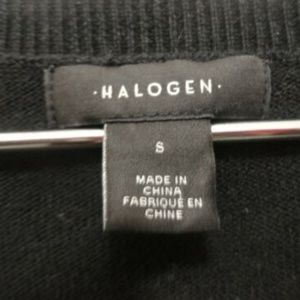 ·HALOGEN·
S
MADE IN
CHINA
FABRIQUÉ EN
CHINE